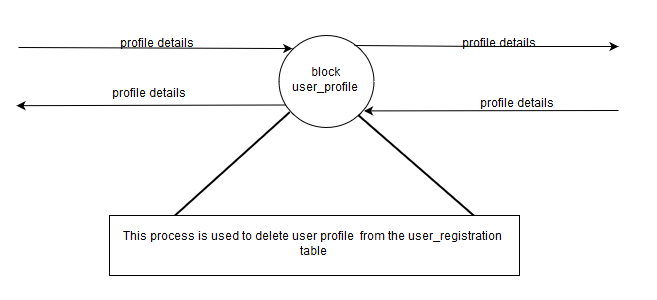 profile details
profile details
block
user_profile
profile details
profile details
This process is used to delete user profile  from the user_registration
table